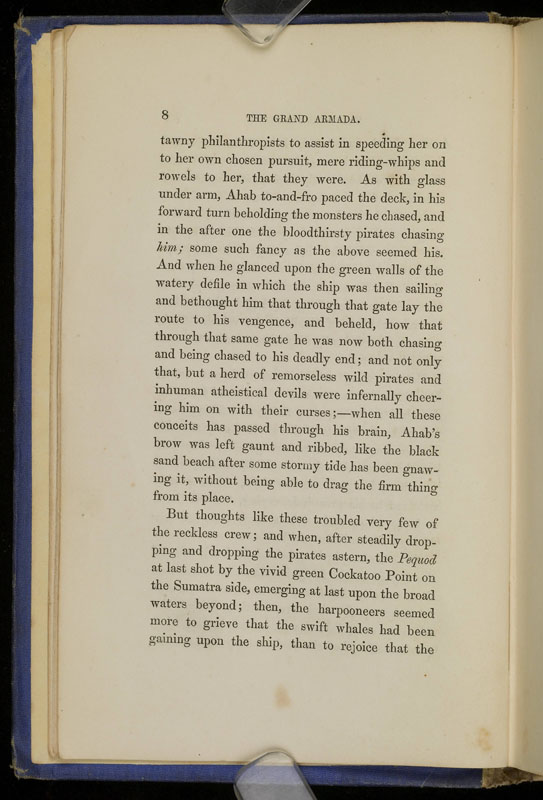 8 THE GRAND ARMADA.
tawny philanthropists to assist in speeding her on
to her own chosen pursuit, mere riding-whips and
rowels to her, that they were. As with glass
under arm, Ahab to-and-fro paced the deck, in his
forward turn beholding the monsters he chased, and
in the after one the bloodthirsty pirates chasing
him; some such fancy as the above seemed his.
And when he glanced upon the green walls of the
watery defile in which the ship was then sailing
and bethought him that through that gate lay the
route to his vengence, and beheld, how that
through that same gate he was now both chasing
and being chased to his deadly end; and not only
that, but a herd of remorseless wild pirates and
inhuman atheistical devils were infernally cheer-
ing him on with their curses;—when all these
conceits has passed through his brain, Ahab's
brow was left gaunt and ribbed, like the black
sand beach after some stormy tide has been gnaw-
ing it, without being able to drag the firm thing
from its place.
But thoughts like these troubled very few of
the reckless crew; and when, after steadily drop-
ping and dropping the pirates astern, the Pequod
at last shot by the vivid green Cockatoo Point on
the Sumatra side, emerging at last upon the broad
waters beyond; then, the harpooneers seemed
more to grieve that the swift whales had been
gaining upon the ship, than to rejoice that the